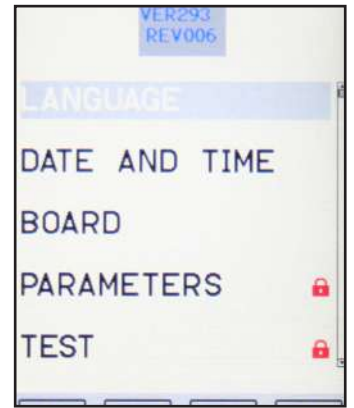 VER293
REV006
LANGUAGE
DATE AND TIME
BOARD
PARAMETERS
TEST